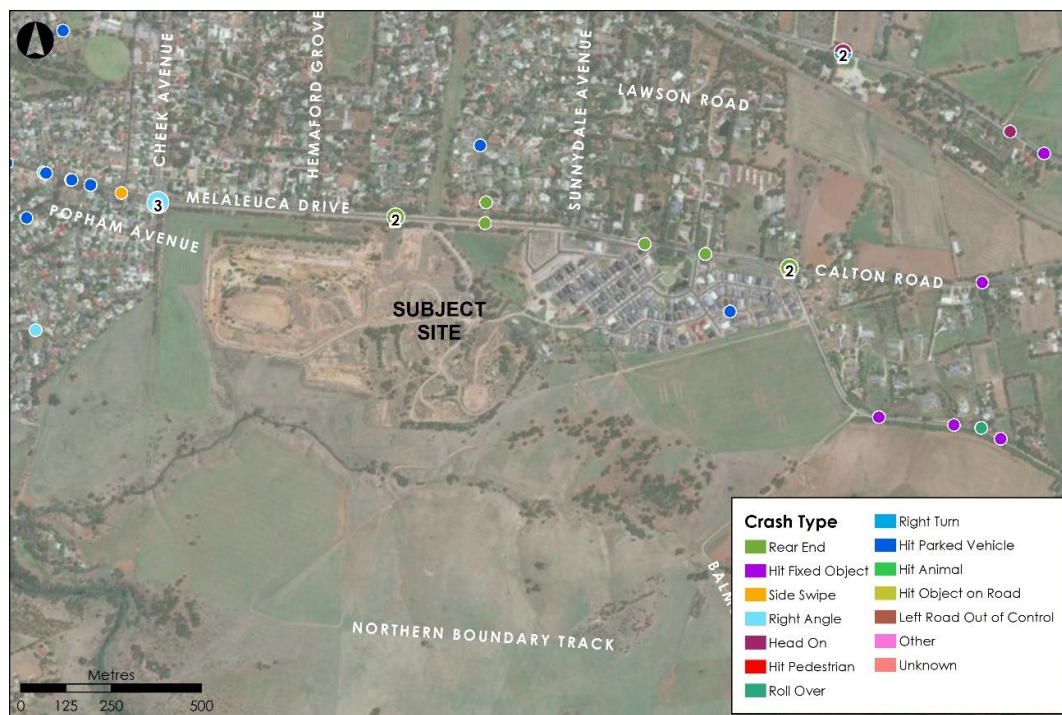 CHEEK AVENUE
HEMAFORD GROVE
SUNNYDALE AVENUE
LAWSON ROAD
2
3
MELALEUCA DRIVE
2
POPHAM AVENUE
2
CALTON ROAD
SUBJECT
SITE
BALM
NORTHERN BOUNDARY TRACK
Metres
0 125 250 500
Crash Type
Rear End
Hit Fixed Object
Side Swipe
Right Angle
Head On
Hit Pedestrian
Roll Over
Right Turn
Hit Parked Vehicle
Hit Animal
Hit Object on Road
Left Road Out of Control
Other
Unknown